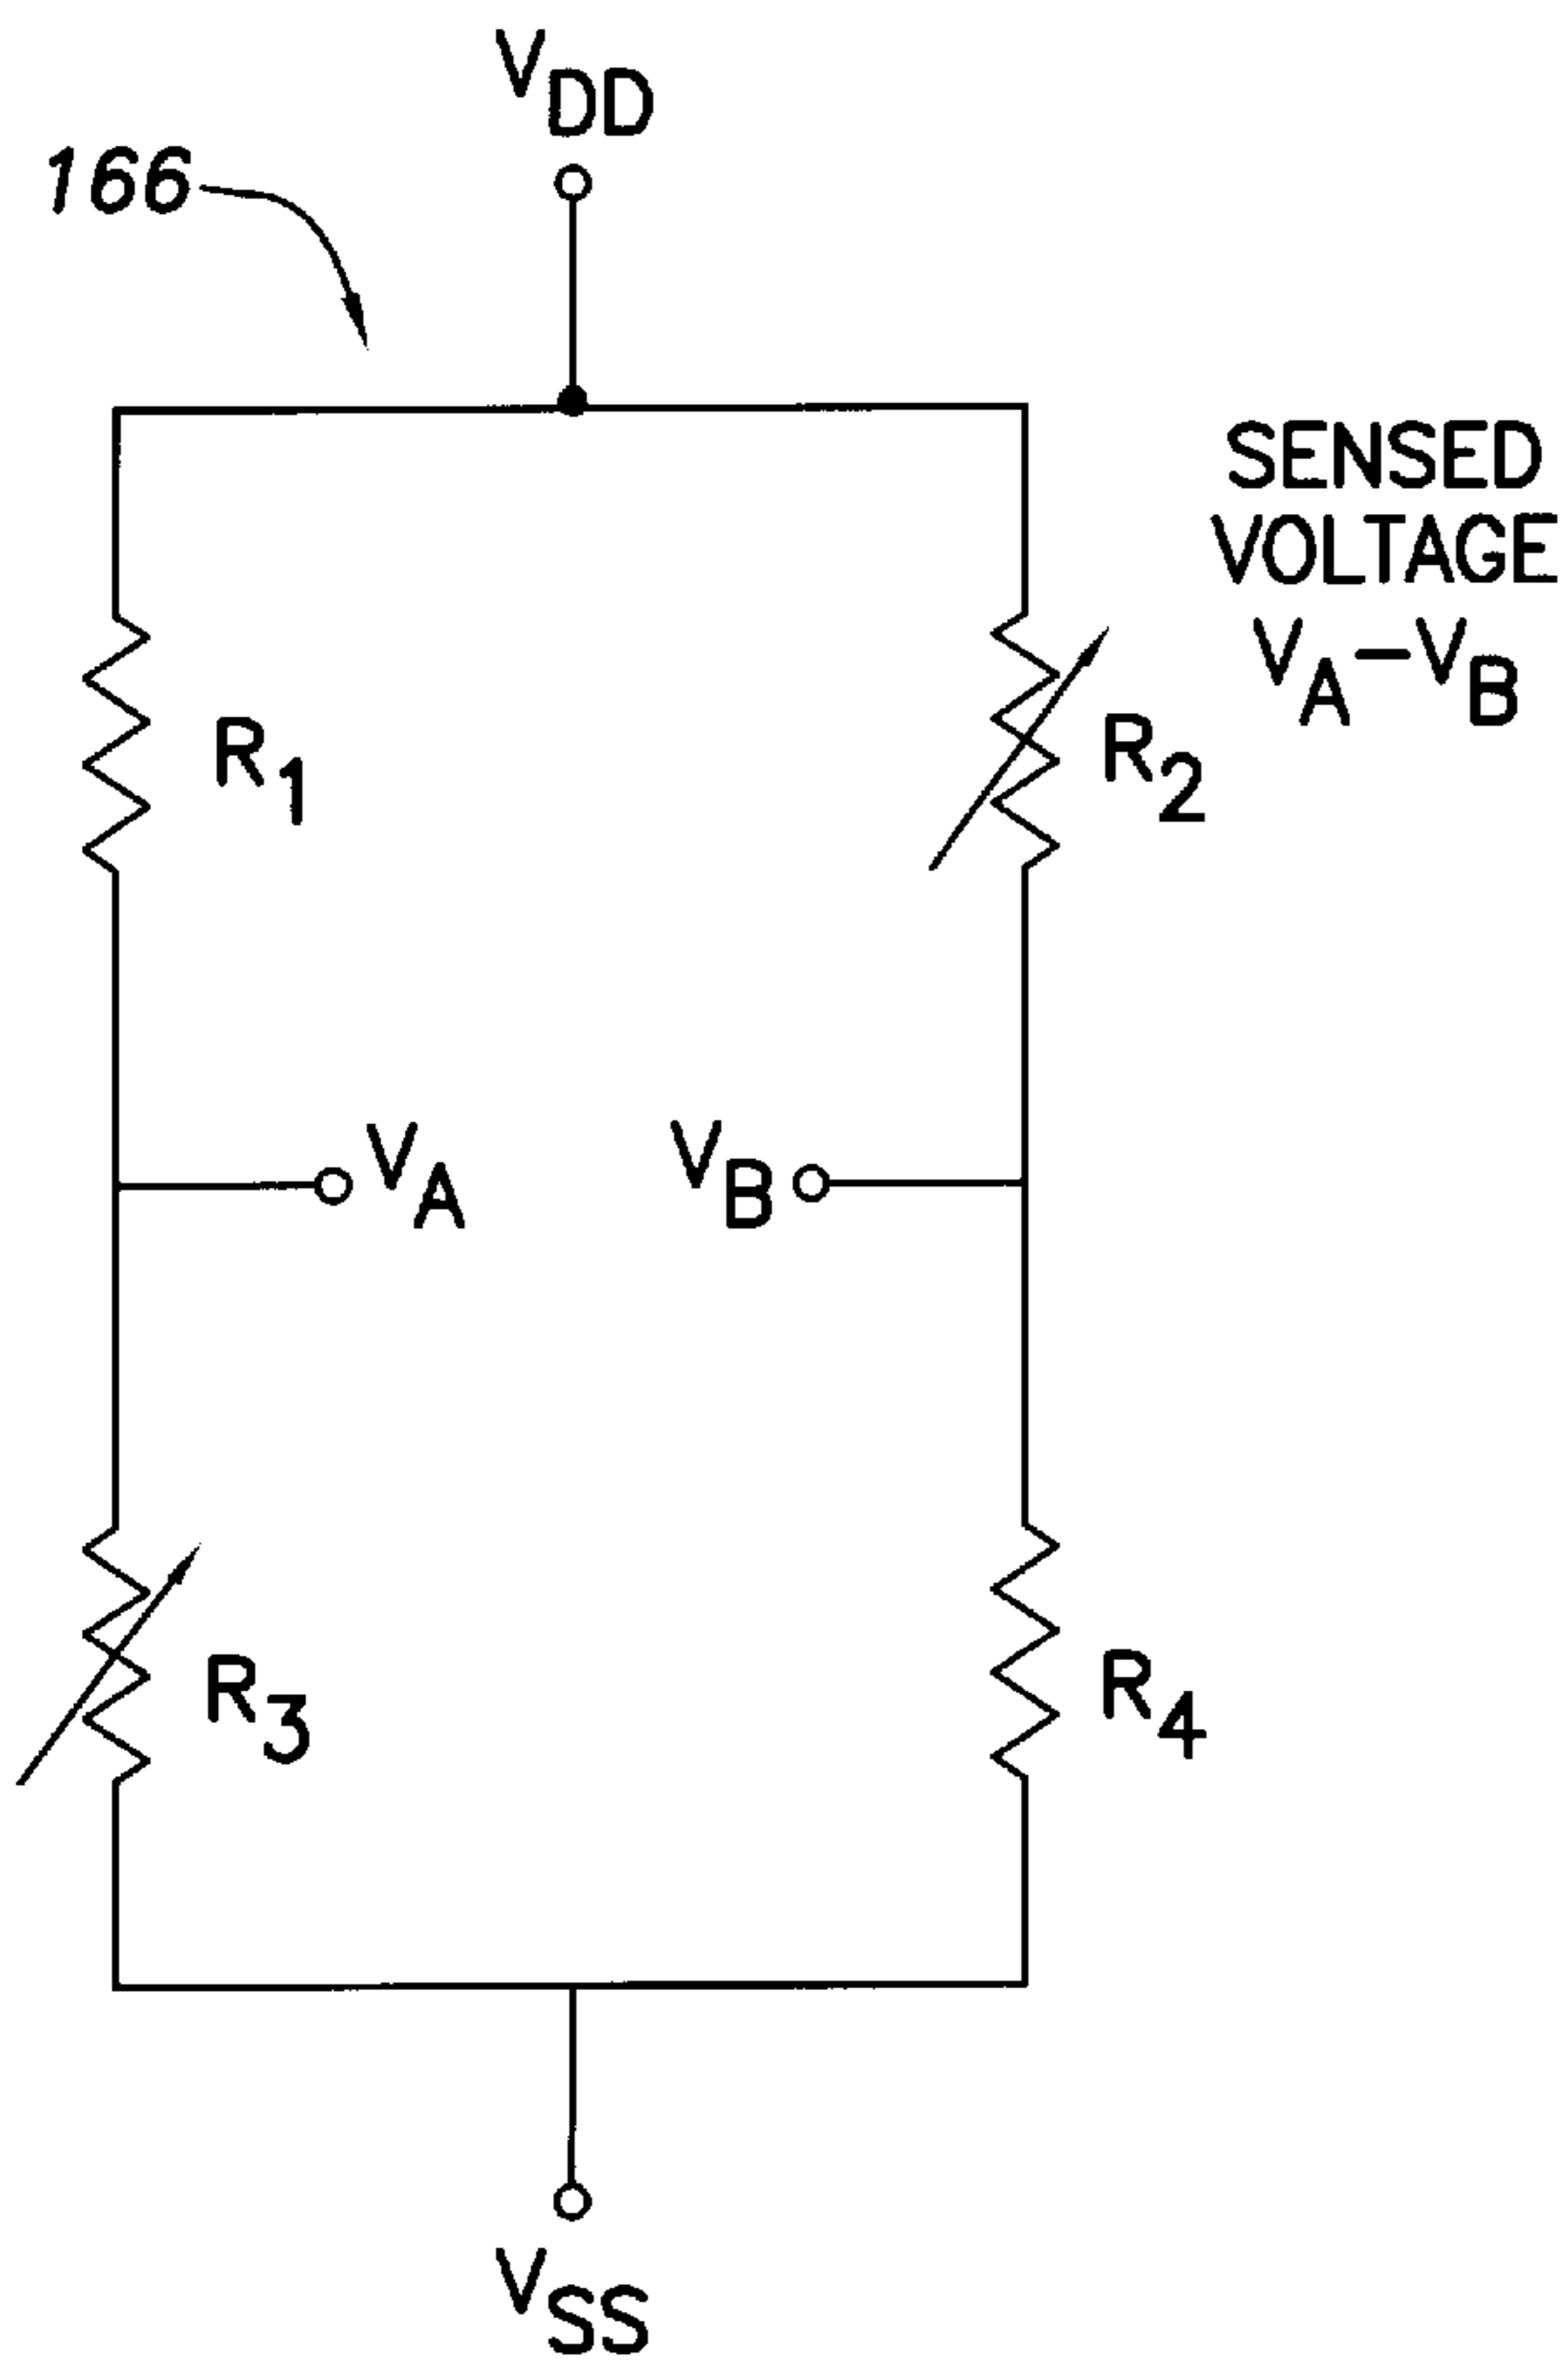 V_DD
166
SENSED
VOLTAGE
V_A-V_B
R_1
R_2
V_A
V_B
R_3
R_4
V_SS